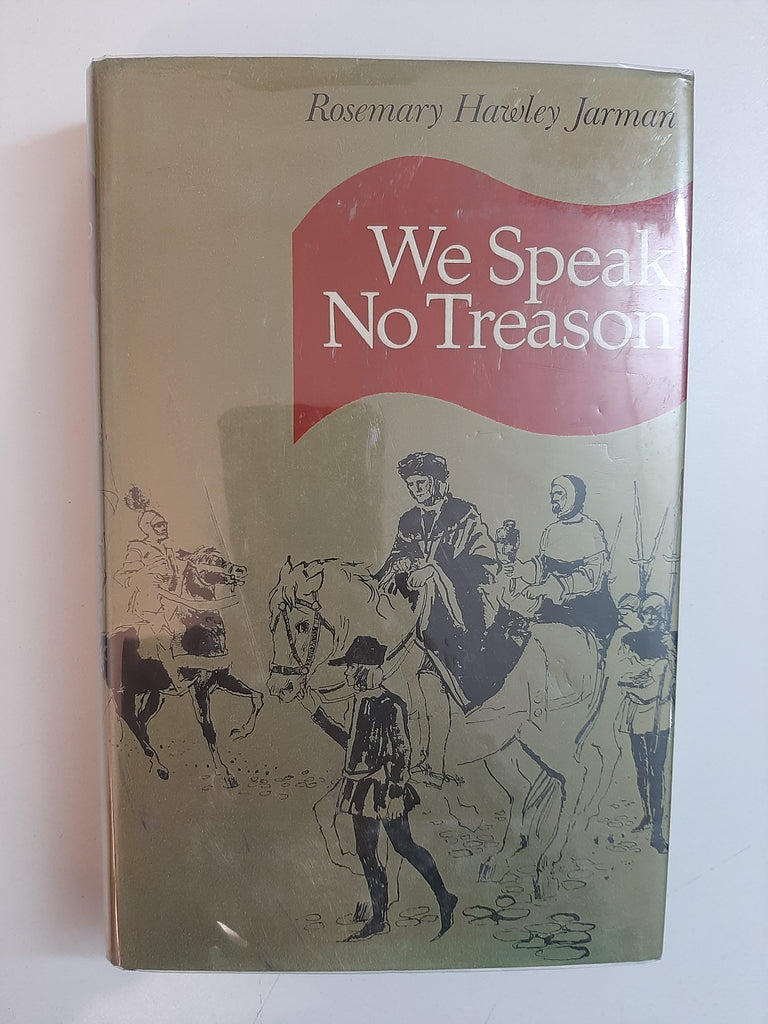 Rosemary Hawley Jarman
We Speak
No Treason